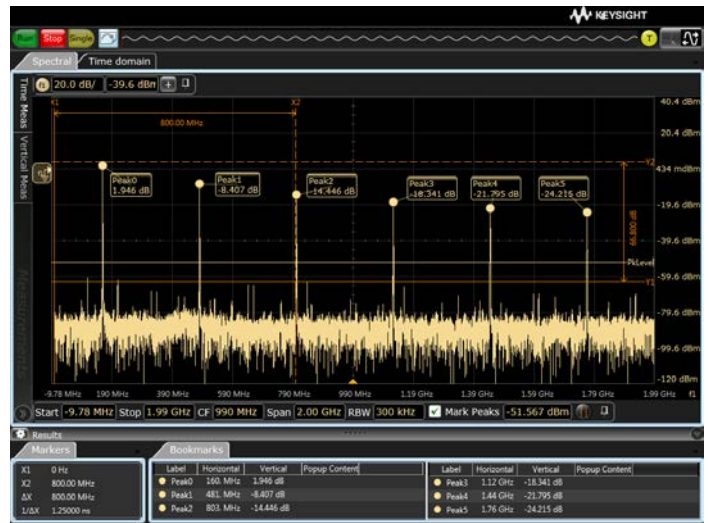 KEYSIGHT
Run Stop Single T
Spectral Time domain
f1 20.0 dB/ -39.6 dBm +
Time Meas
Vertical Meas
Measurements
X1 X2 40.4 dBm
800.00 MHz
20.4 dBm
Y2
Peak0
1.946 dB
Peak1
-8.407 dB
Peak2
-14.446 dB
Peak3
-18.341 dB
Peak4
-21.795 dB
Peak5
-24.215 dB
434 mdBm
-19.6 dBm
66.800 dB
-39.6 dBm
PkLevel
-59.6 dBm
Y1
-79.6 dBm
-99.6 dBm
-120 dBm
-9.78 MHz 190 MHz 390 MHz 590 MHz 790 MHz 990 MHz 1.19 GHz 1.39 GHz 1.59 GHz 1.79 GHz 1.99 GHz f1
Start -9.78 MHz Stop 1.99 GHz CF 990 MHz Span 2.00 GHz RBW 300 kHz Mark Peaks -51.567 dBm
Results
Markers
X1 0 Hz
X2 800.00 MHz
ΔX 800.00 MHz
1/ΔX 1.25000 ns
Bookmarks
Label Horizontal Vertical Popup Content
Peak0 160. MHz 1.946 dB
Peak1 481. MHz -8.407 dB
Peak2 803. MHz -14.446 dB
Label Horizontal Vertical Popup Content
Peak3 1.12 GHz -18.341 dB
Peak4 1.44 GHz -21.795 dB
Peak5 1.76 GHz -24.215 dB